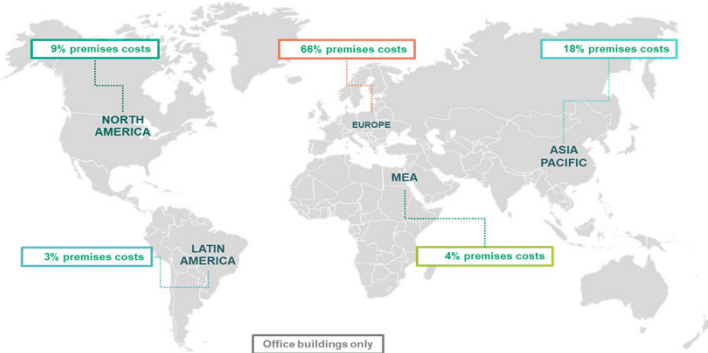 9% premises costs
66% premises costs
18% premises costs
NORTH
AMERICA
EUROPE
ASIA
PACIFIC
MEA
LATIN
AMERICA
3% premises costs
4% premises costs
Office buildings only